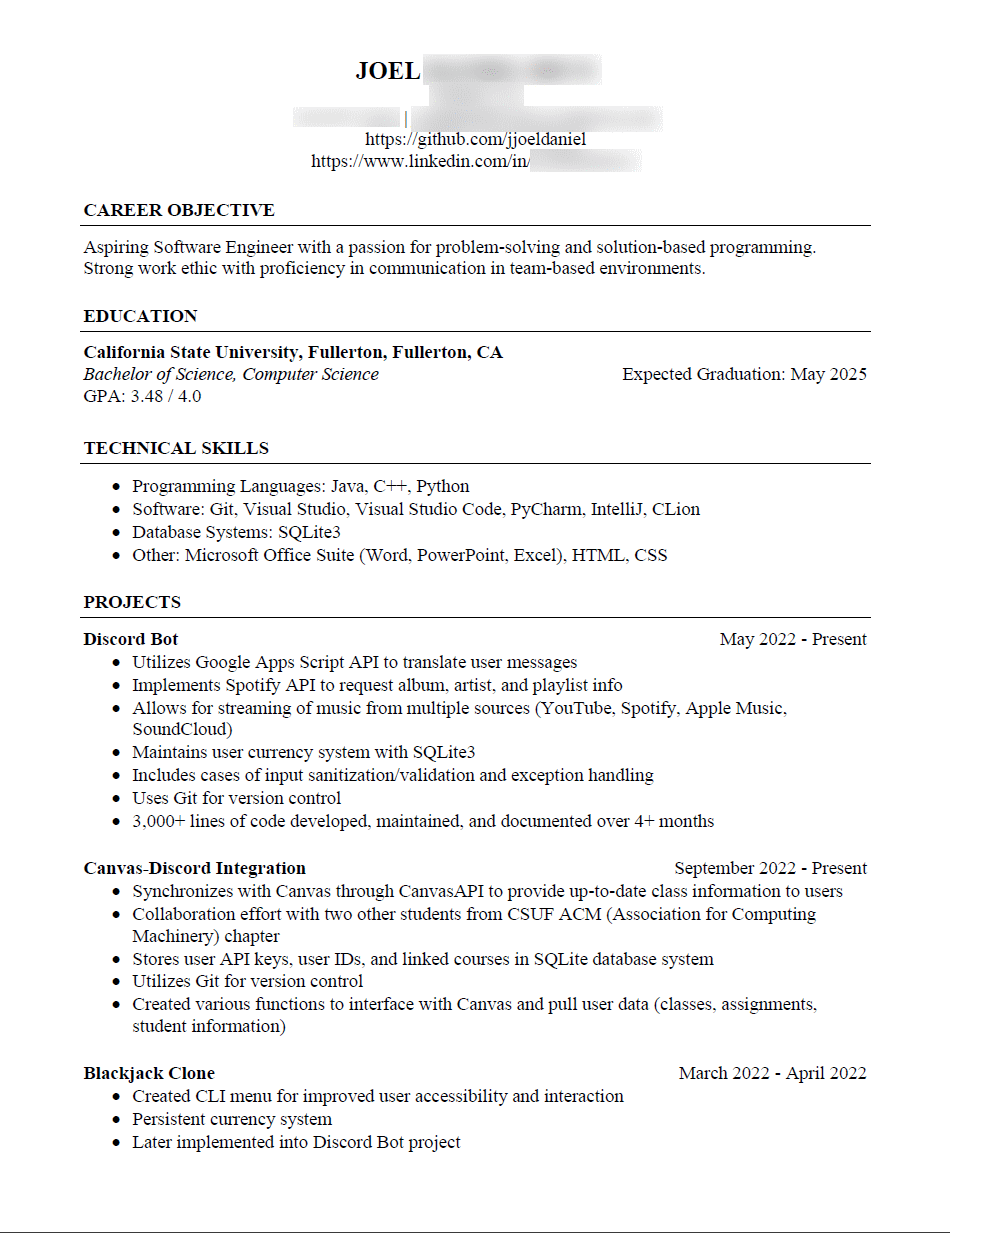 JOEL
|
https://github.com/jjoeldaniel
https://www.linkedin.com/in/
CAREER OBJECTIVE
Aspiring Software Engineer with a passion for problem-solving and solution-based programming.
Strong work ethic with proficiency in communication in team-based environments.
EDUCATION
California State University, Fullerton, Fullerton, CA
Bachelor of Science, Computer Science Expected Graduation: May 2025
GPA: 3.48 / 4.0
TECHNICAL SKILLS
• Programming Languages: Java, C++, Python
• Software: Git, Visual Studio, Visual Studio Code, PyCharm, IntelliJ, CLion
• Database Systems: SQLite3
• Other: Microsoft Office Suite (Word, PowerPoint, Excel), HTML, CSS
PROJECTS
Discord Bot May 2022 - Present
• Utilizes Google Apps Script API to translate user messages
• Implements Spotify API to request album, artist, and playlist info
• Allows for streaming of music from multiple sources (YouTube, Spotify, Apple Music,
SoundCloud)
• Maintains user currency system with SQLite3
• Includes cases of input sanitization/validation and exception handling
• Uses Git for version control
• 3,000+ lines of code developed, maintained, and documented over 4+ months
Canvas-Discord Integration September 2022 - Present
• Synchronizes with Canvas through CanvasAPI to provide up-to-date class information to users
• Collaboration effort with two other students from CSUF ACM (Association for Computing
Machinery) chapter
• Stores user API keys, user IDs, and linked courses in SQLite database system
• Utilizes Git for version control
• Created various functions to interface with Canvas and pull user data (classes, assignments,
student information)
Blackjack Clone March 2022 - April 2022
• Created CLI menu for improved user accessibility and interaction
• Persistent currency system
• Later implemented into Discord Bot project